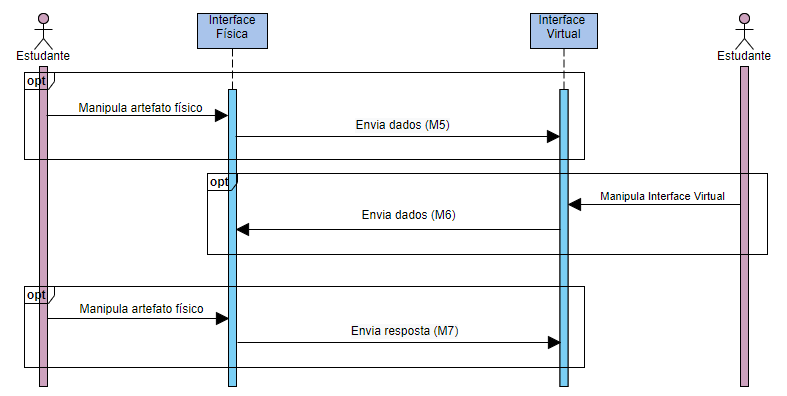 Interface
Física
Interface
Virtual
Estudante
Estudante
opt
Manipula artefato físico
Envia dados (M5)
opt
Manipula Interface Virtual
Envia dados (M6)
opt
Manipula artefato físico
Envia resposta (M7)